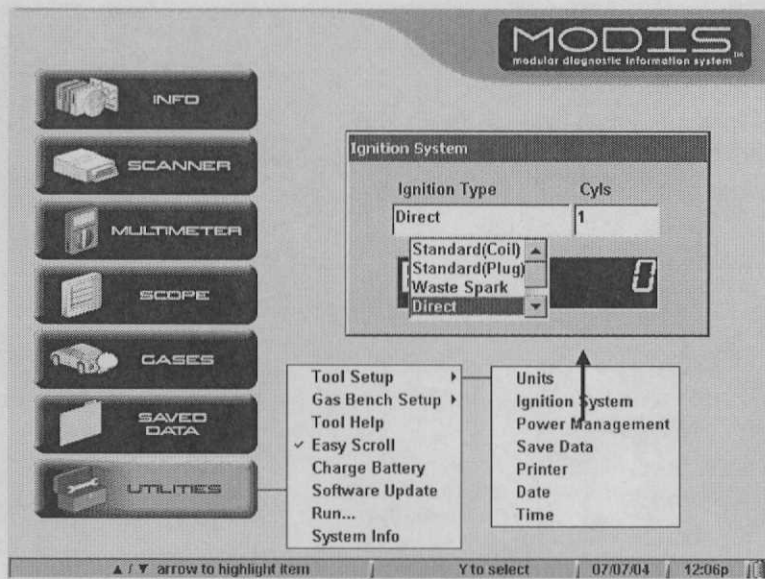 MODIS™
modular diagnostic information system
INFO
SCANNER
MULTIMETER
SCOPE
GASES
SAVED
DATA
UTILITIES
Ignition System
Ignition Type Cyls
Direct 1
Standard(Coil)
Standard(Plug)
Waste Spark
Direct
0
Tool Setup
Gas Bench Setup
Tool Help
✓ Easy Scroll
Charge Battery
Software Update
Run...
System Info
Units
Ignition System
Power Management
Save Data
Printer
Date
Time
▲ / ▼ arrow to highlight item Y to select 07/07/04 12:06p